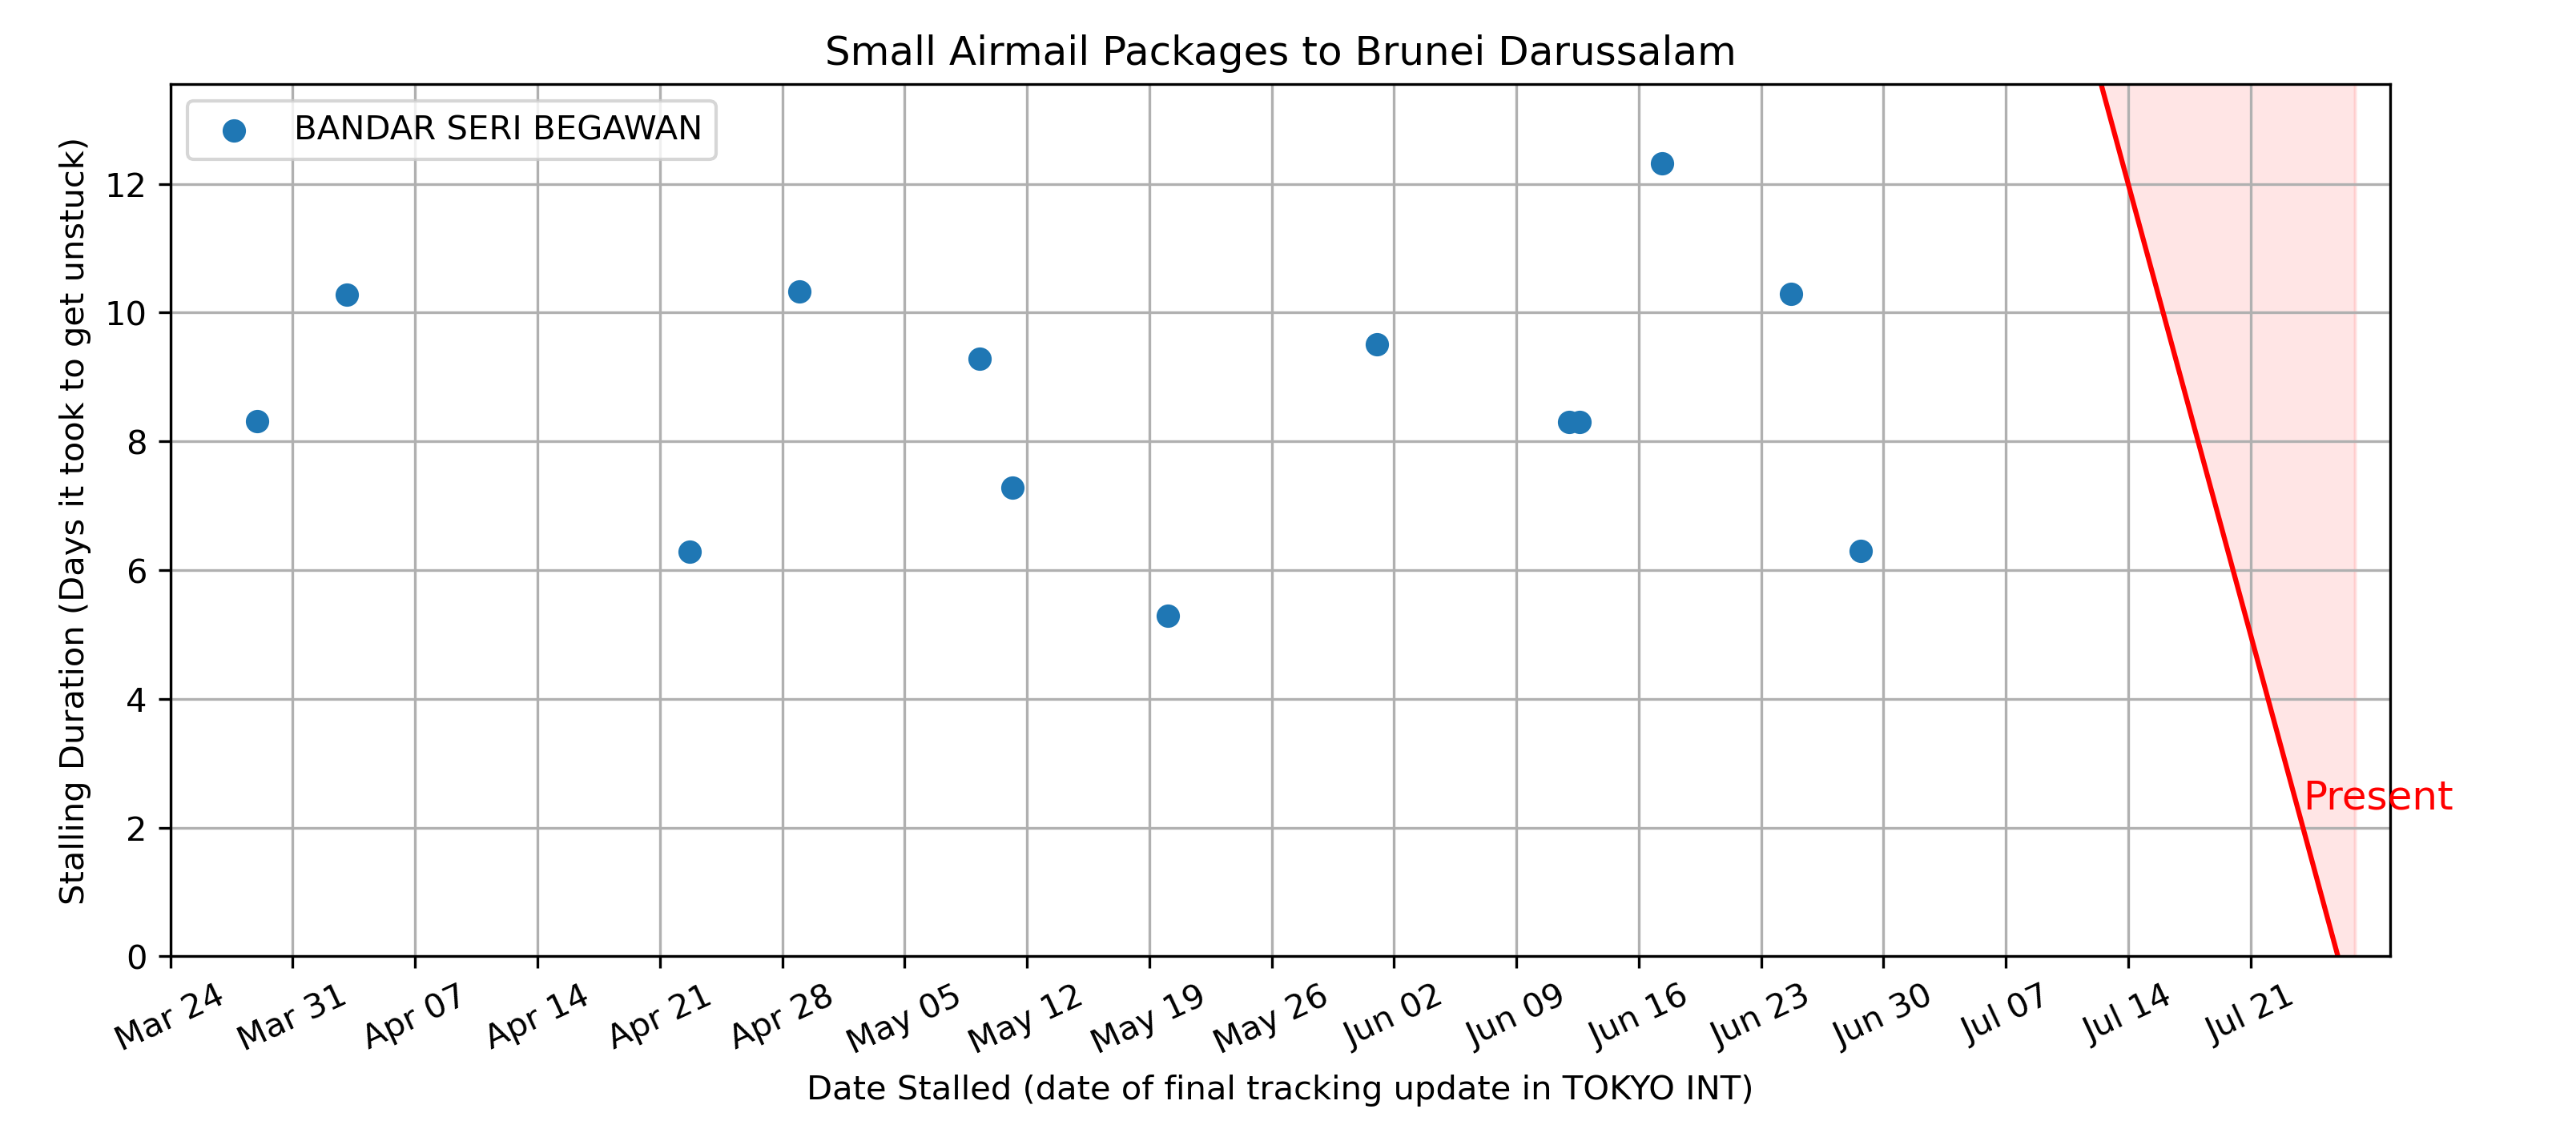 Small Airmail Packages to Brunei Darussalam
BANDAR SERI BEGAWAN
Stalling Duration (Days it took to get unstuck)
12
10
8
6
4
2
0
Present
Mar 24
Mar 31
Apr 07
Apr 14
Apr 21
Apr 28
May 05
May 12
May 19
May 26
Jun 02
Jun 09
Jun 16
Jun 23
Jun 30
Jul 07
Jul 14
Jul 21
Date Stalled (date of final tracking update in TOKYO INT)